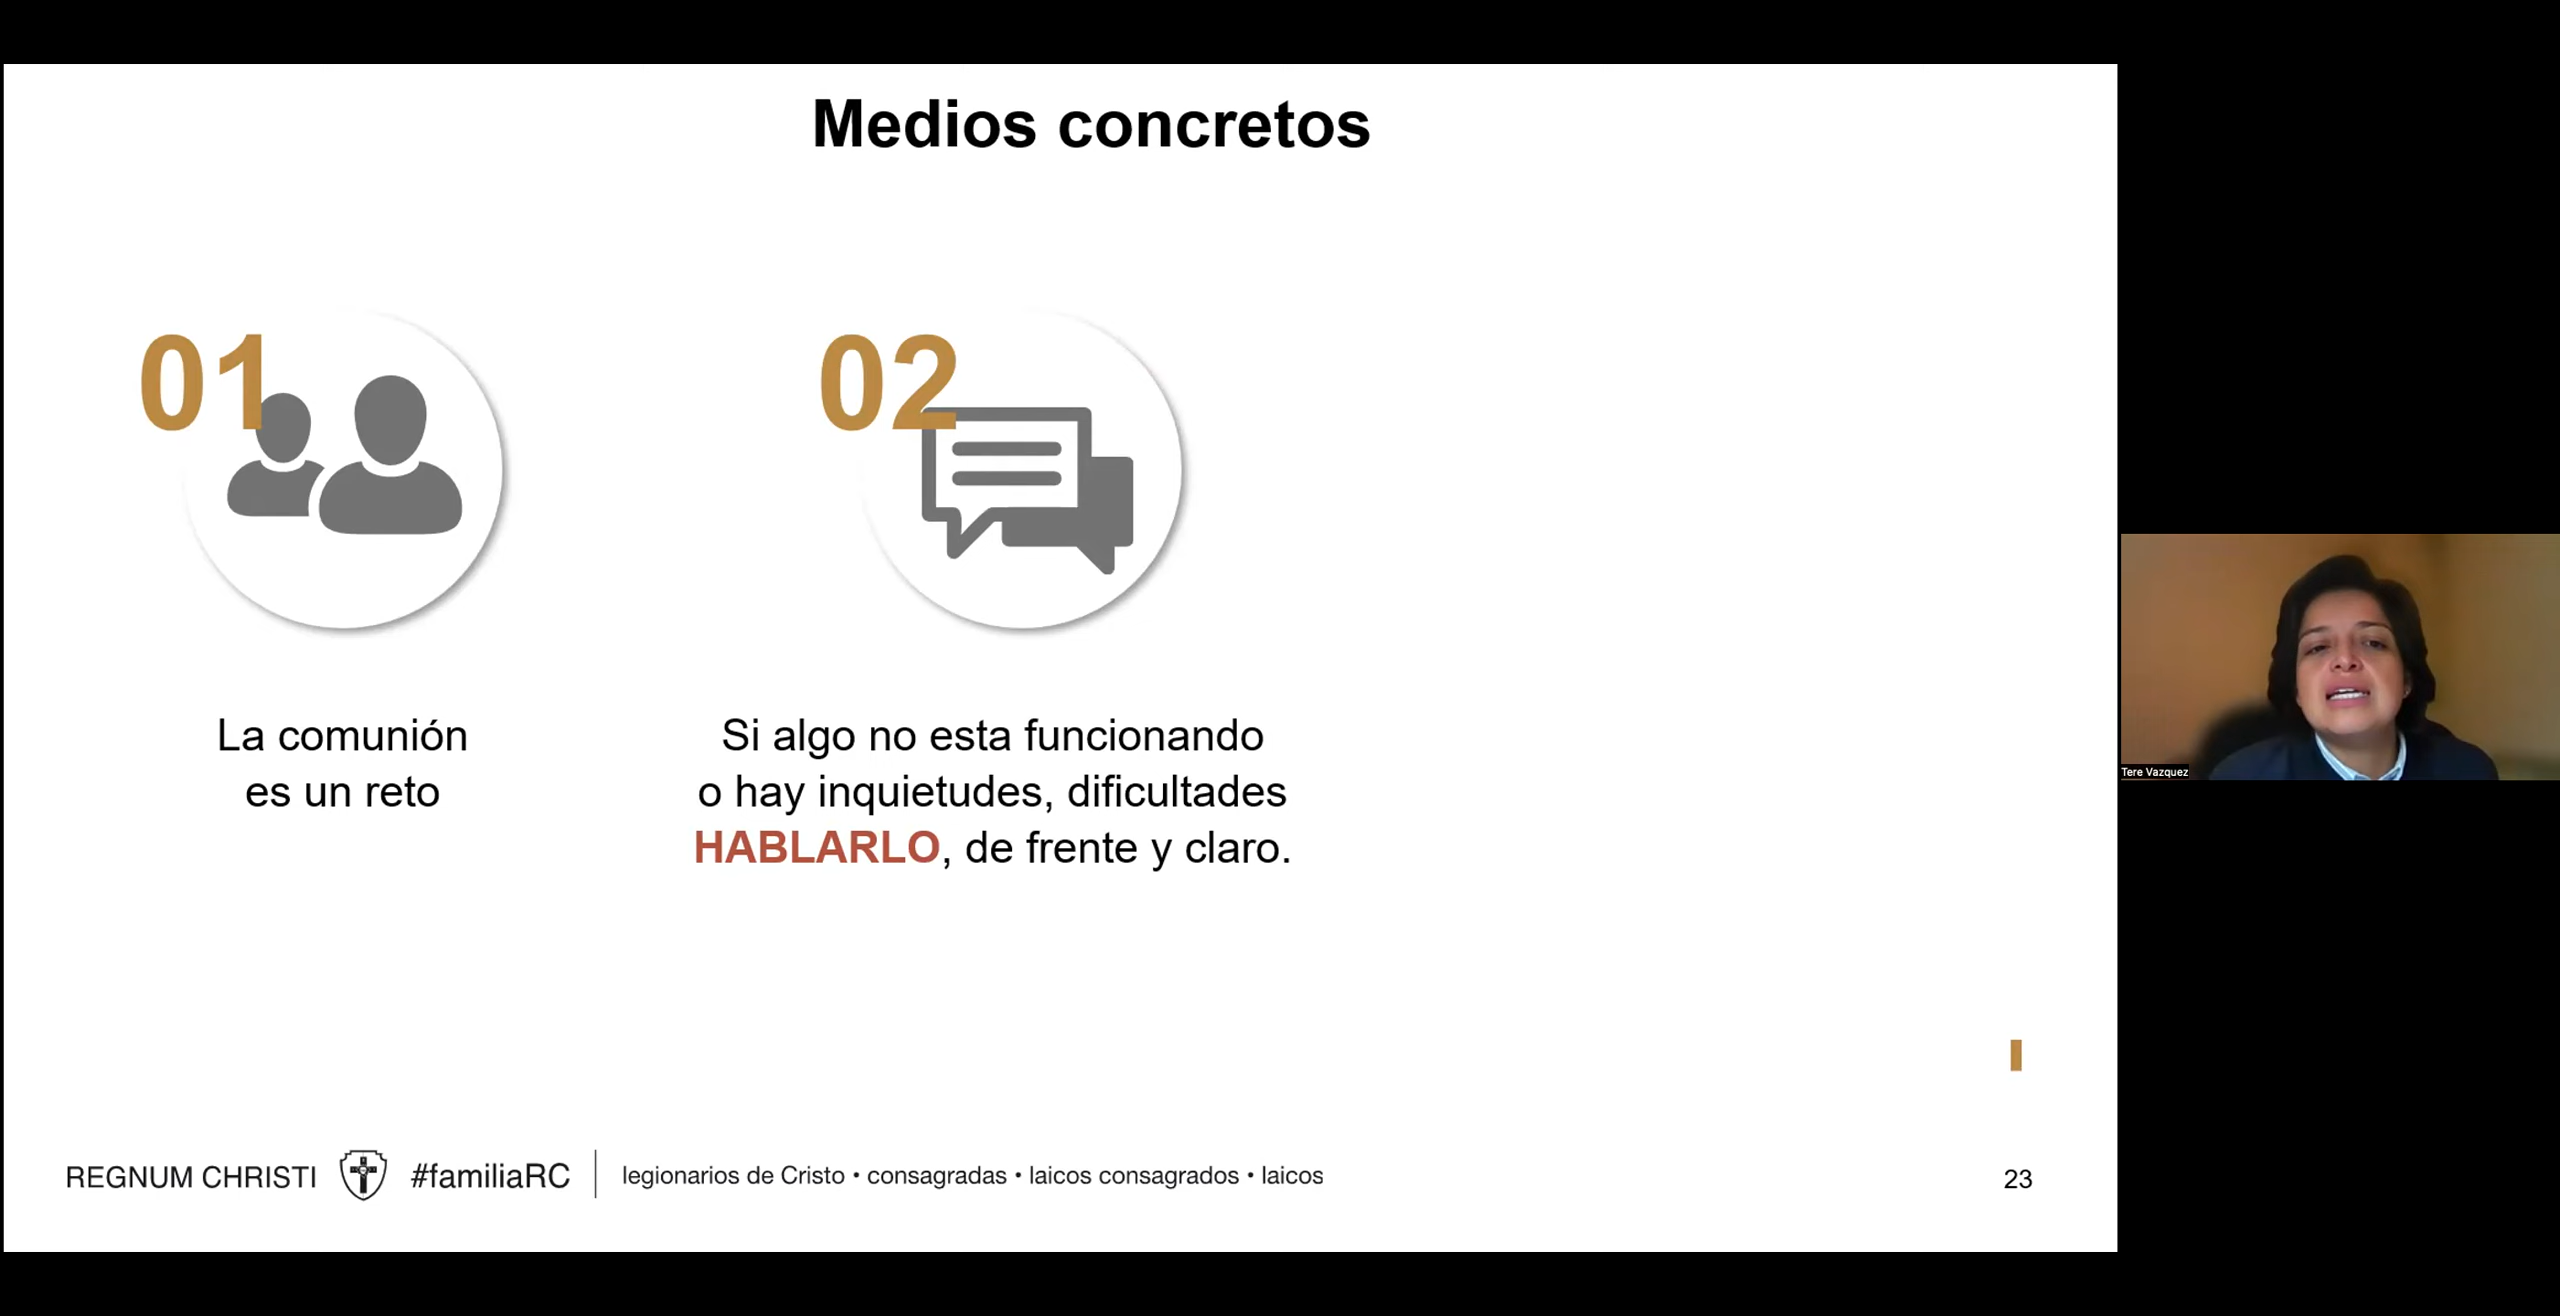 Medios concretos
01
La comunión
es un reto
02
Si algo no esta funcionando
o hay inquietudes, dificultades
HABLARLO, de frente y claro.
Tere Vazquez
REGNUM CHRISTI #familiaRC legionarios de Cristo • consagradas • laicos consagrados • laicos
23